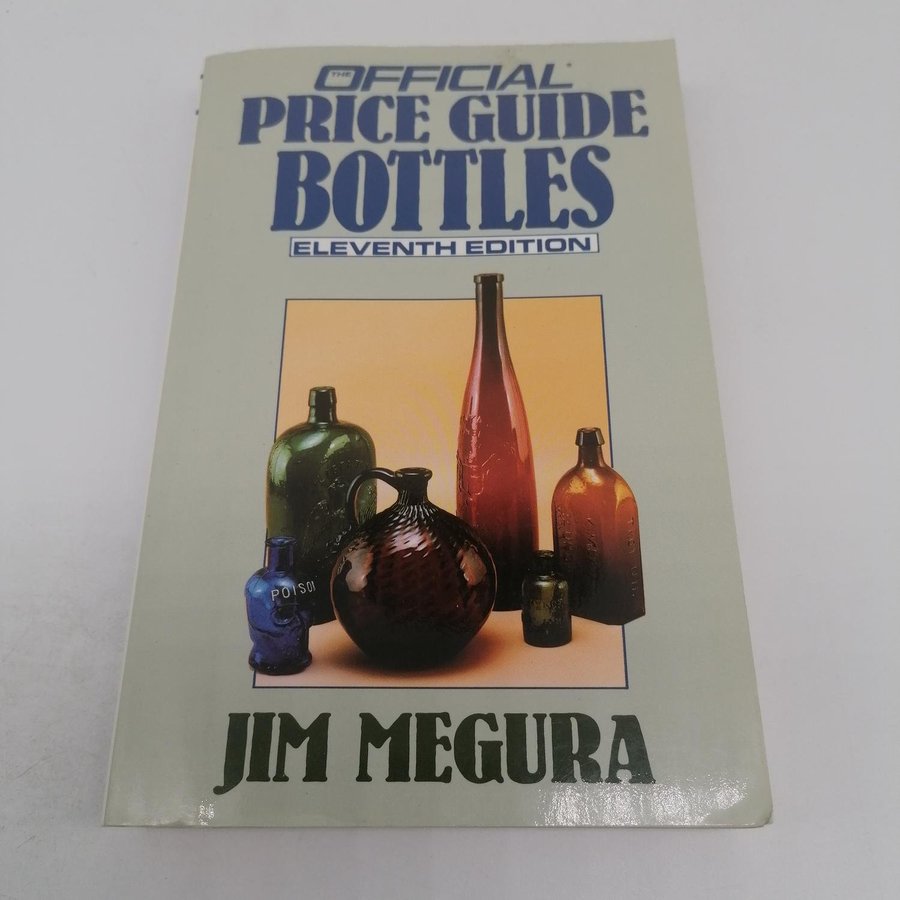 THE OFFICIAL
PRICE GUIDE
BOTTLES
ELEVENTH EDITION
POISO
JIM MEGURA